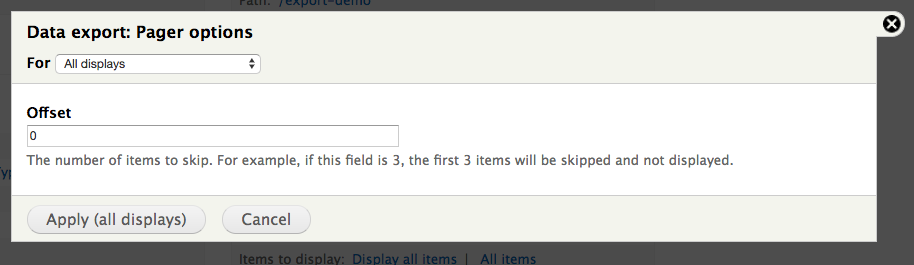 Path: /export-demo
Data export: Pager options
For All displays
Offset
0
The number of items to skip. For example, if this field is 3, the first 3 items will be skipped and not displayed.
Apply (all displays) Cancel
Items to display: Display all items | All items